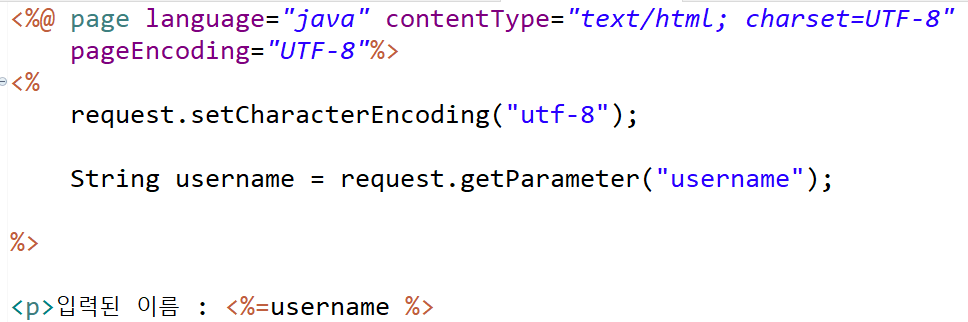 <%@ page language="java" contentType="text/html; charset=UTF-8"
pageEncoding="UTF-8"%>
<%
request.setCharacterEncoding("utf-8");
String username = request.getParameter("username");
%>
<p>입력된 이름 : <%=username %>